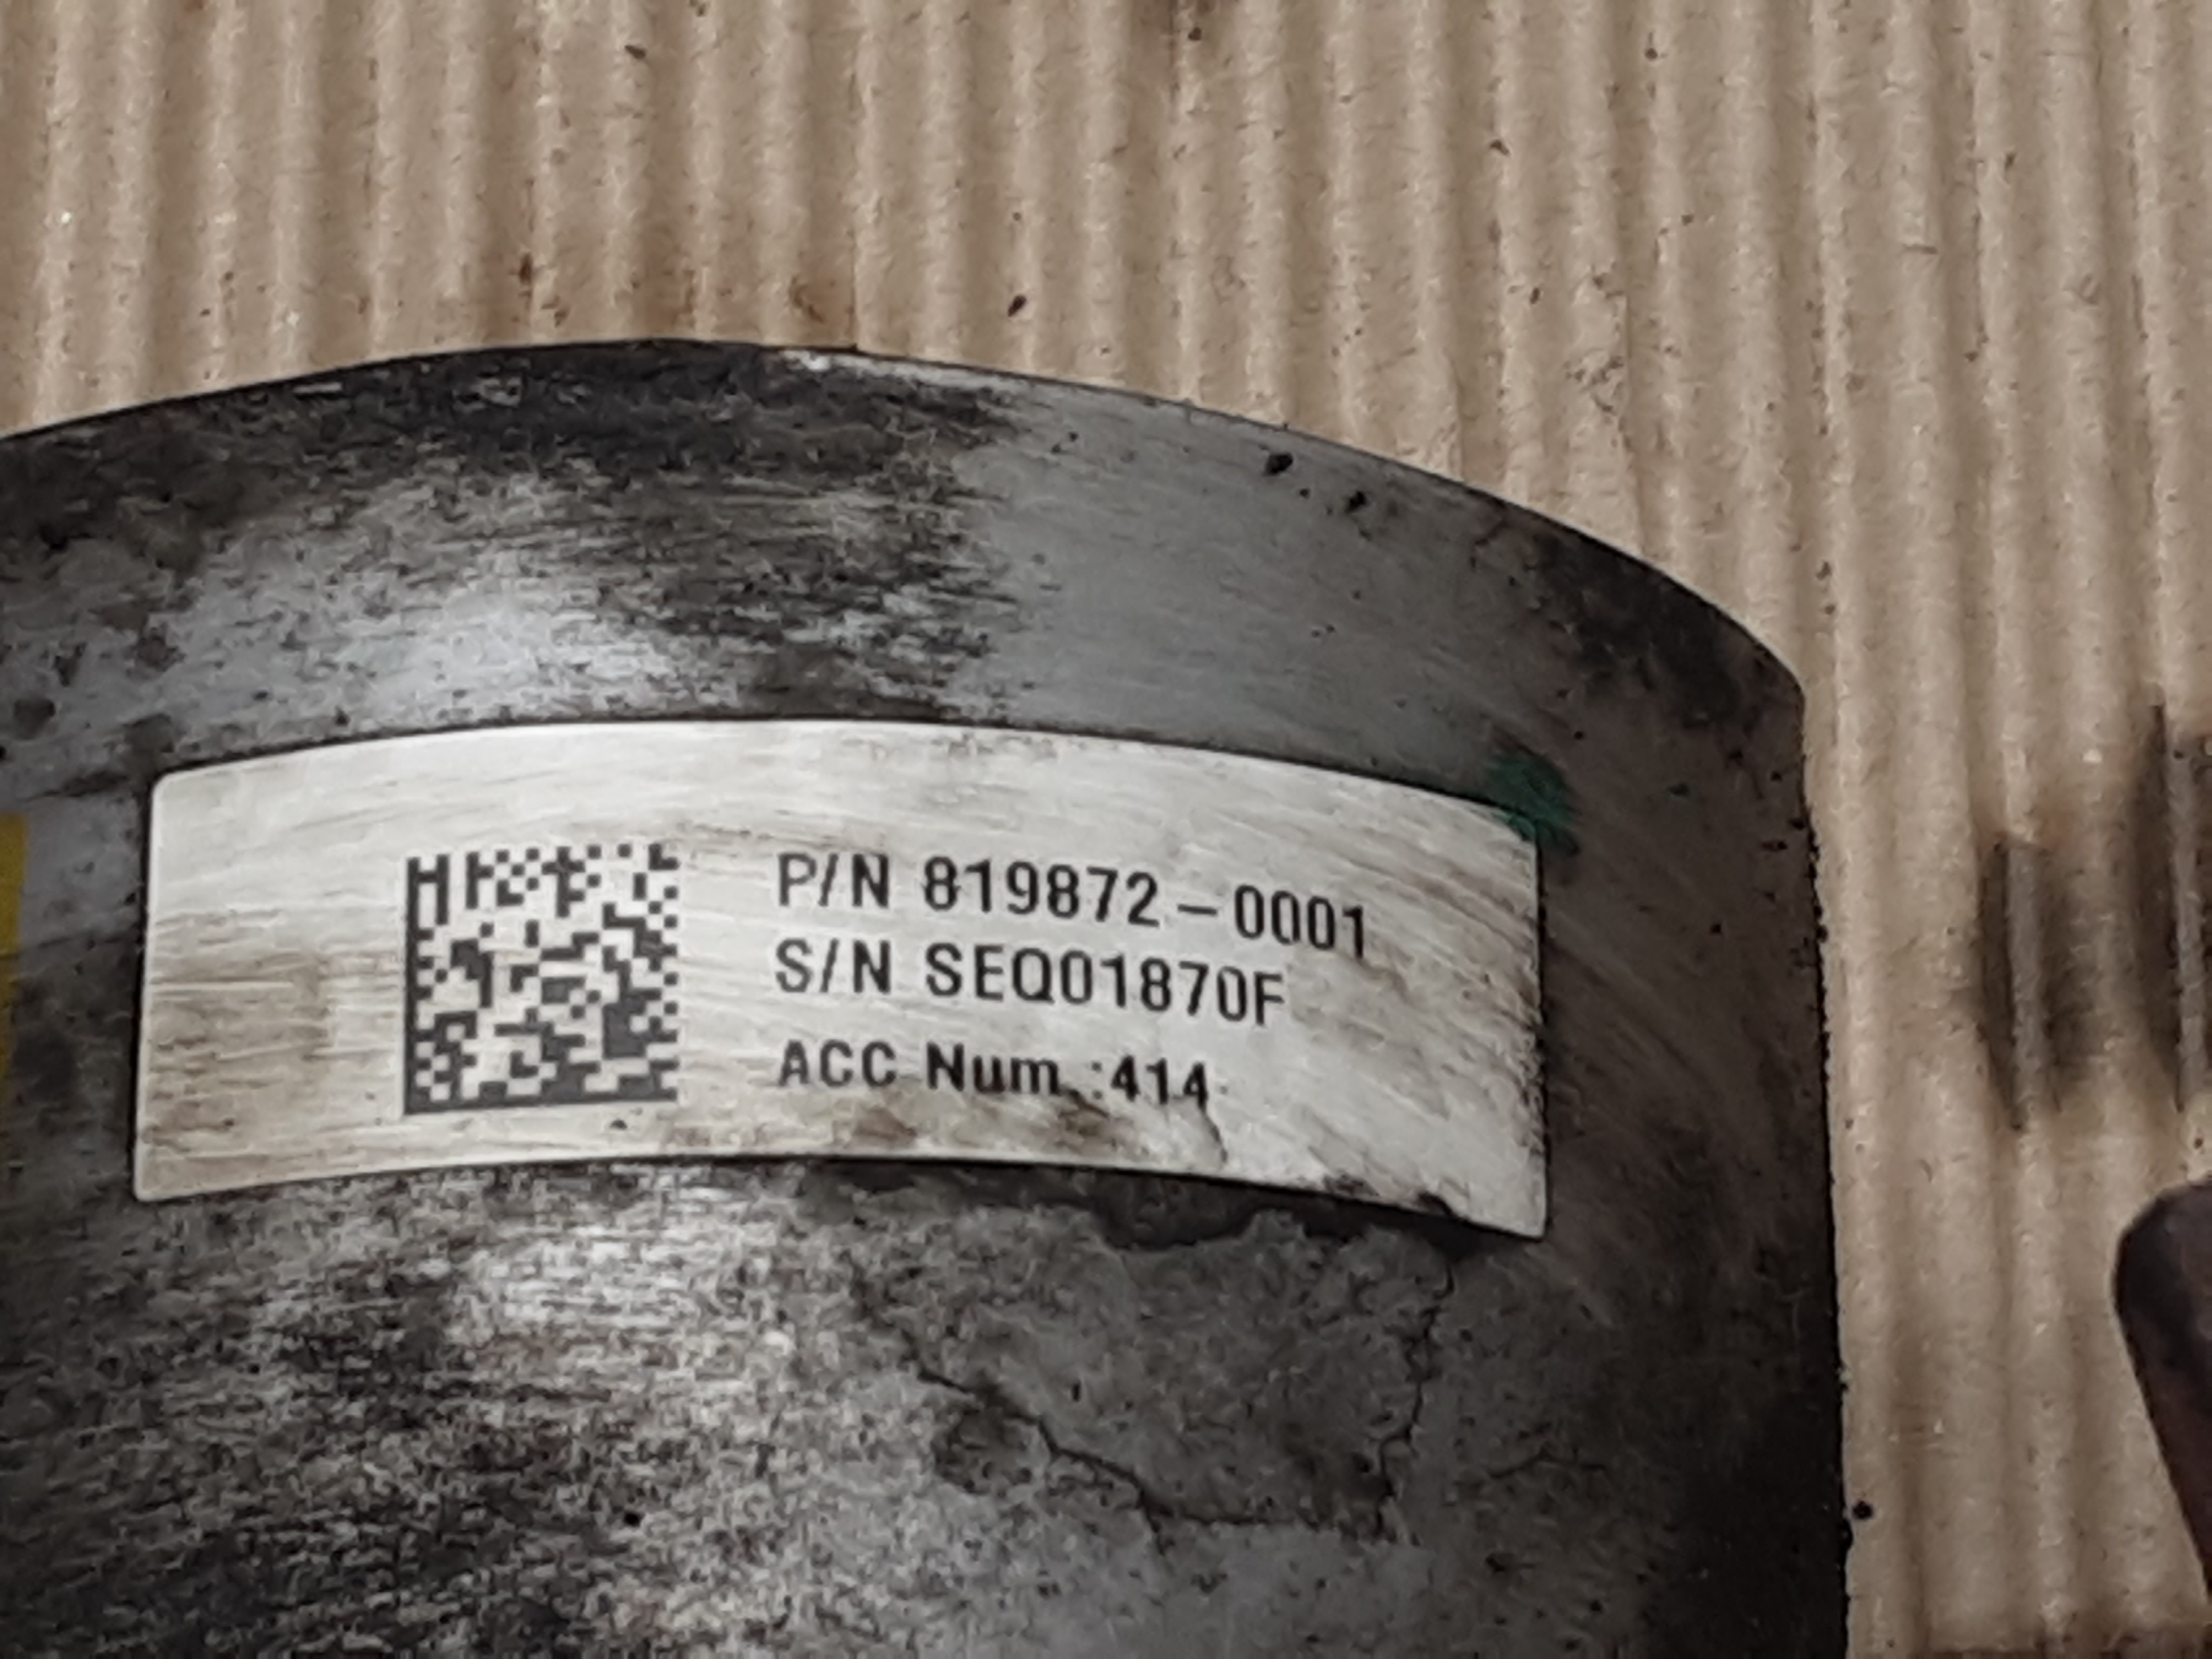 P/N 819872-0001
S/N SEQ01870F
ACC Num.:414